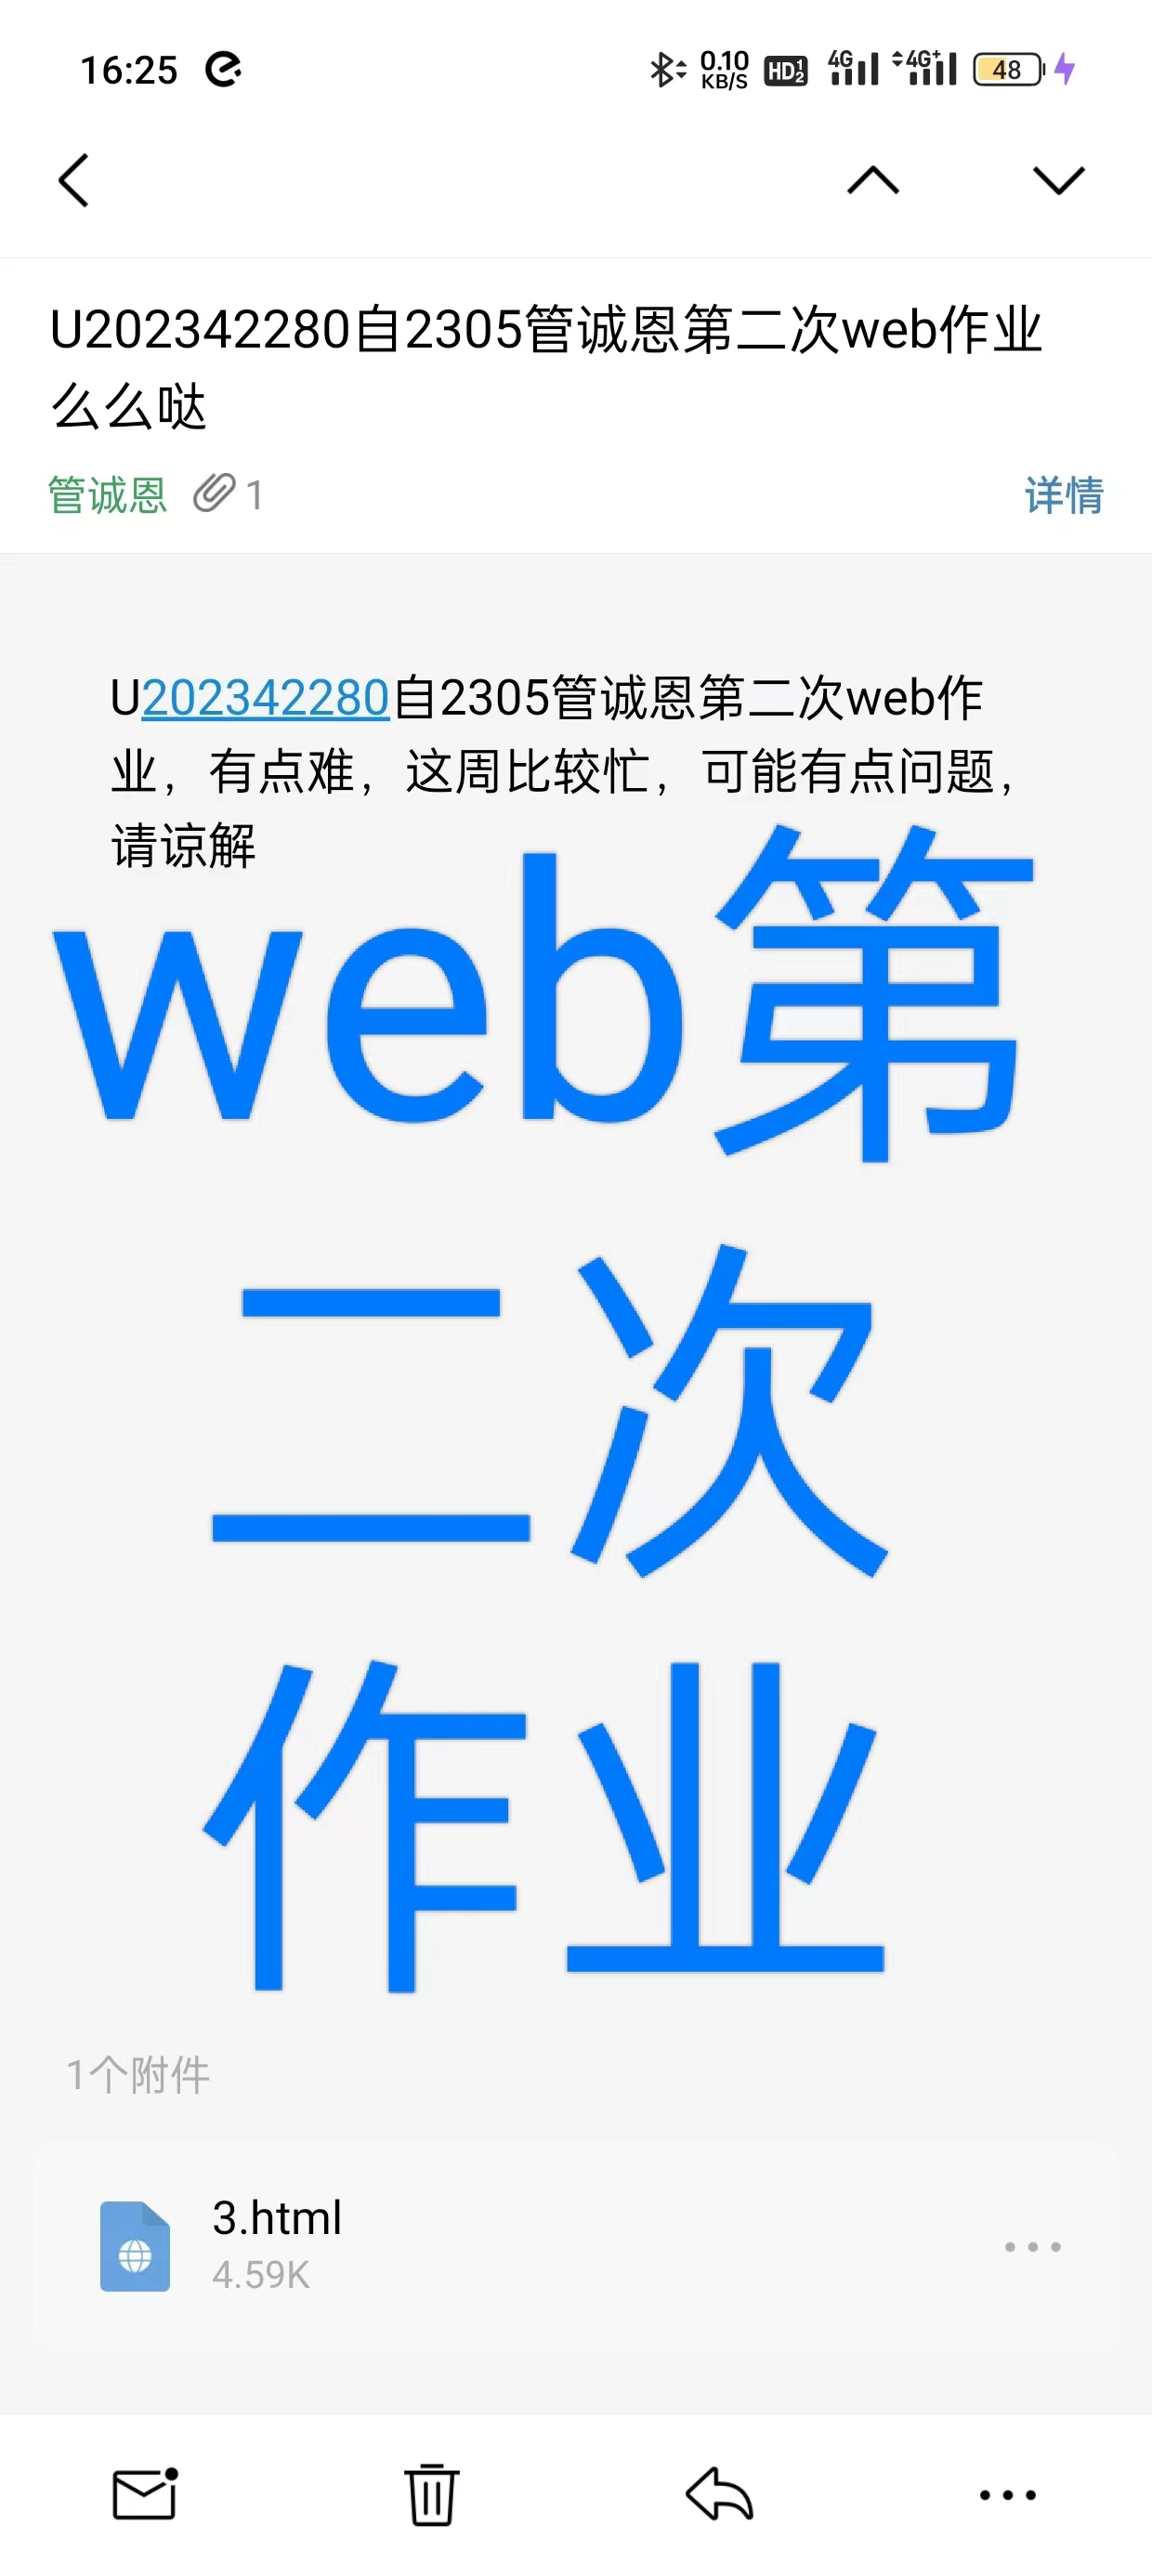 16:25 0.10 KB/S HD 1 2 4G 4G+ 48
U202342280自2305管诚恩第二次web作业
么么哒
管诚恩 1 详情
U202342280自2305管诚恩第二次web作
业，有点难，这周比较忙，可能有点问题，
请谅解
web第
二次
作业
1个附件
3.html
4.59K